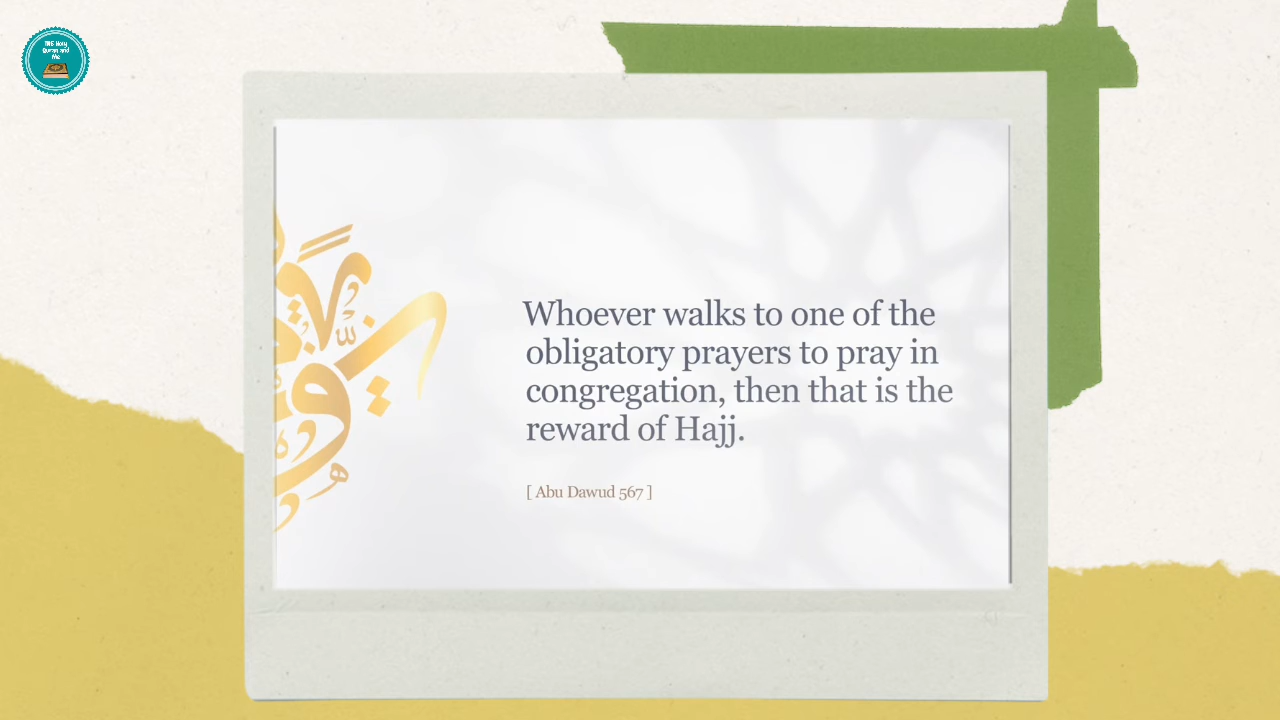 Whoever walks to one of the
obligatory prayers to pray in
congregation, then that is the
reward of Hajj.
[ Abu Dawud 567 ]